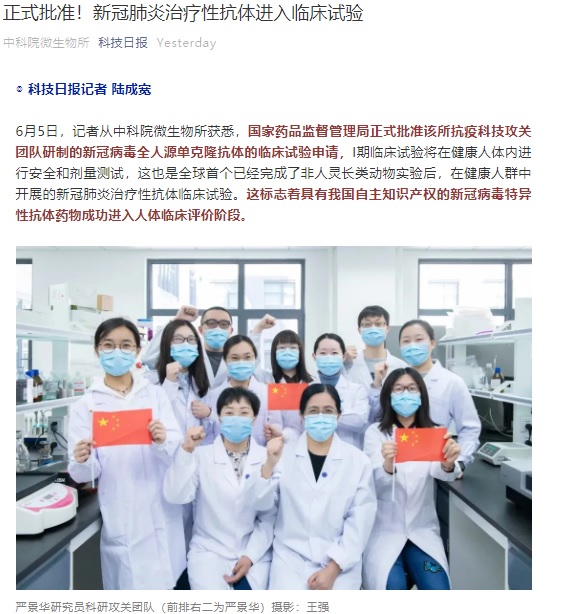 正式批准！新冠肺炎治疗性抗体进入临床试验
中科院微生物所 科技日报 Yesterday
科技日报记者 陆成宽
6月5日，记者从中科院微生物所获悉，国家药品监督管理局正式批准该所抗疫科技攻关
团队研制的新冠病毒全人源单克隆抗体的临床试验申请，I期临床试验将在健康人体内进
行安全和剂量测试，这也是全球首个已经完成了非人灵长类动物实验后，在健康人群中
开展的新冠肺炎治疗性抗体临床试验。这标志着具有我国自主知识产权的新冠病毒特异
性抗体药物成功进入人体临床评价阶段。
严景华研究员科研攻关团队（前排右二为严景华）摄影：王强